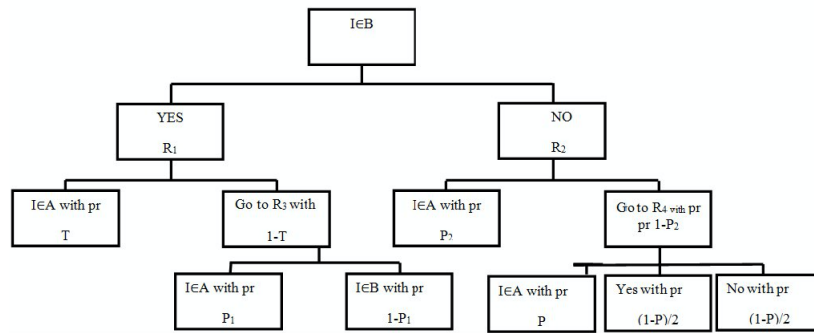 I∈B
YES
R₁
NO
R₂
I∈A with pr
T
Go to R₃ with
1-T
I∈A with pr
P₂
Go to R₄ with pr
pr 1-P₂
I∈A with pr
P₁
I∈B with pr
1-P₁
I∈A with pr
P
Yes with pr
(1-P)/2
No with pr
(1-P)/2